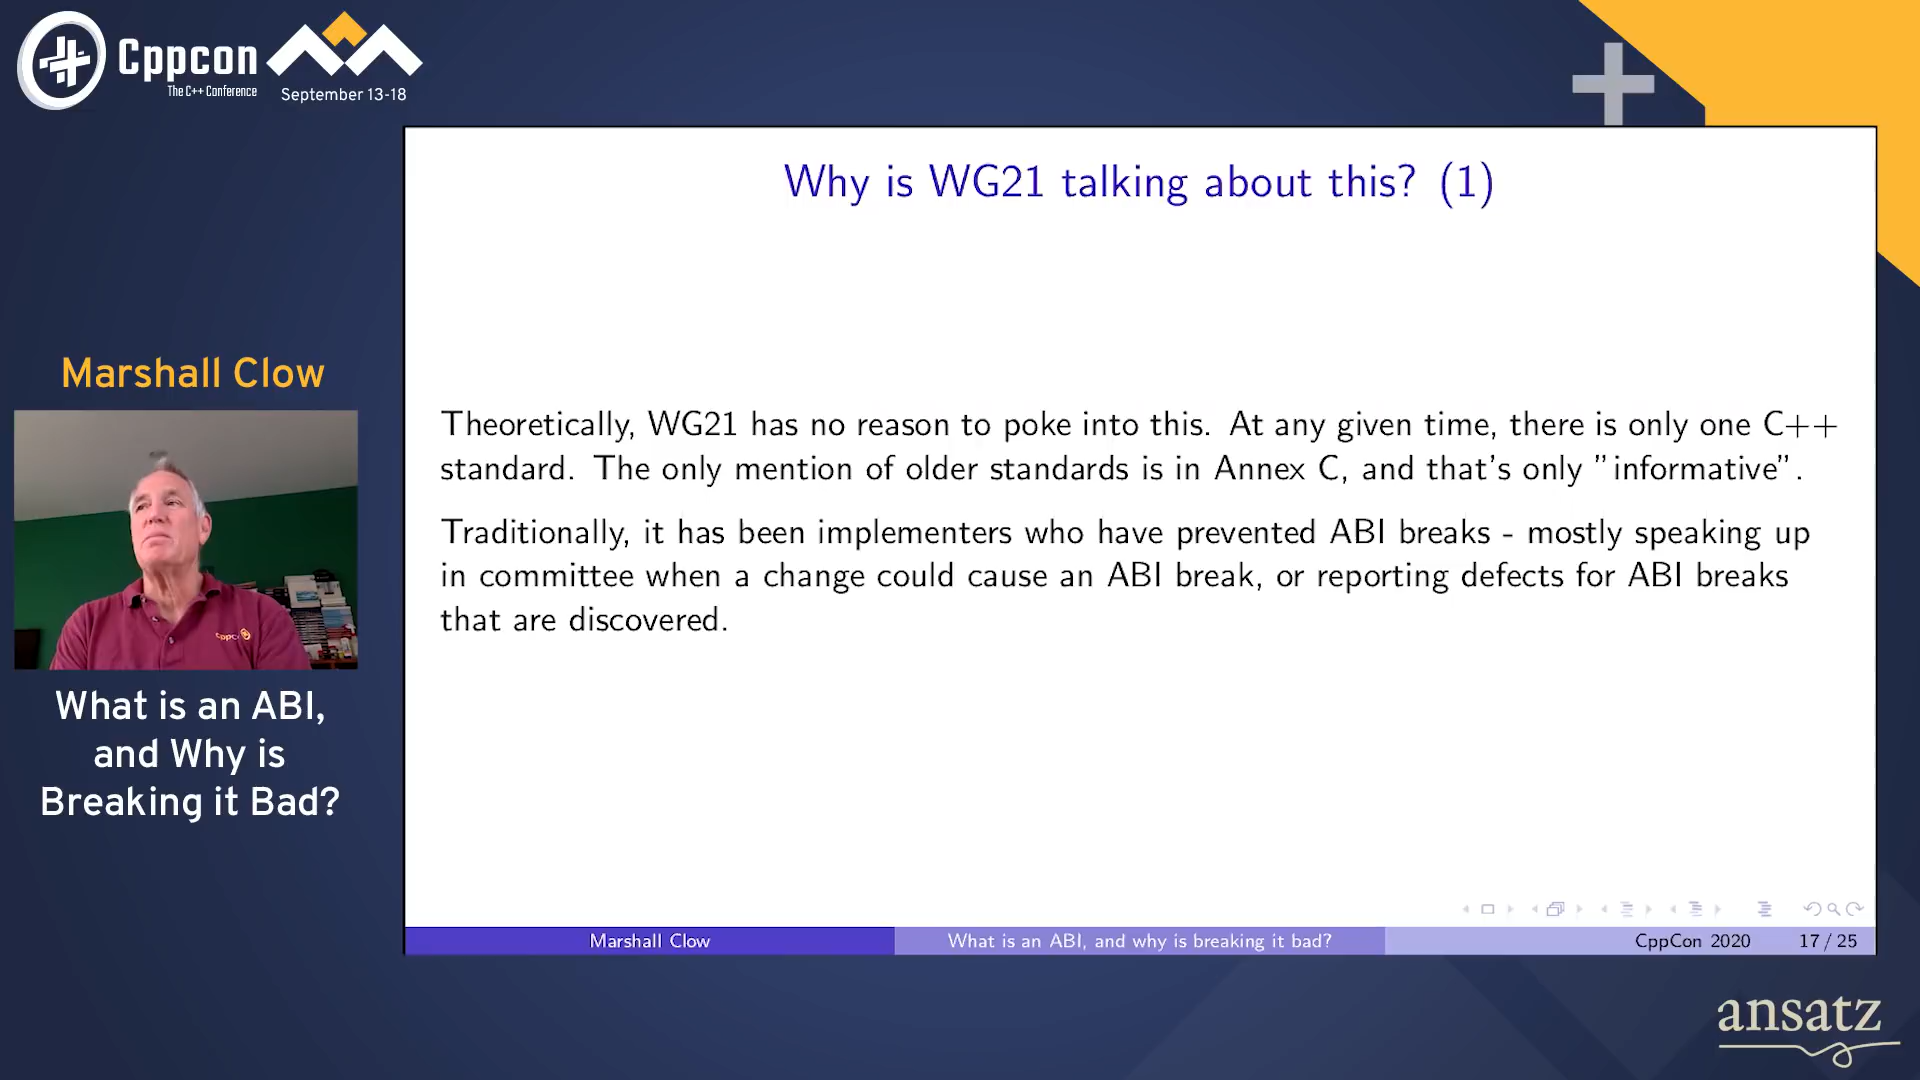 Cppcon
The C++ Conference
September 13-18
Marshall Clow
What is an ABI,
and Why is
Breaking it Bad?
Why is WG21 talking about this? (1)
Theoretically, WG21 has no reason to poke into this. At any given time, there is only one C++
standard. The only mention of older standards is in Annex C, and that's only "informative".
Traditionally, it has been implementers who have prevented ABI breaks - mostly speaking up
in committee when a change could cause an ABI break, or reporting defects for ABI breaks
that are discovered.
Marshall Clow
What is an ABI, and why is breaking it bad?
CppCon 2020
17 / 25
ansatz